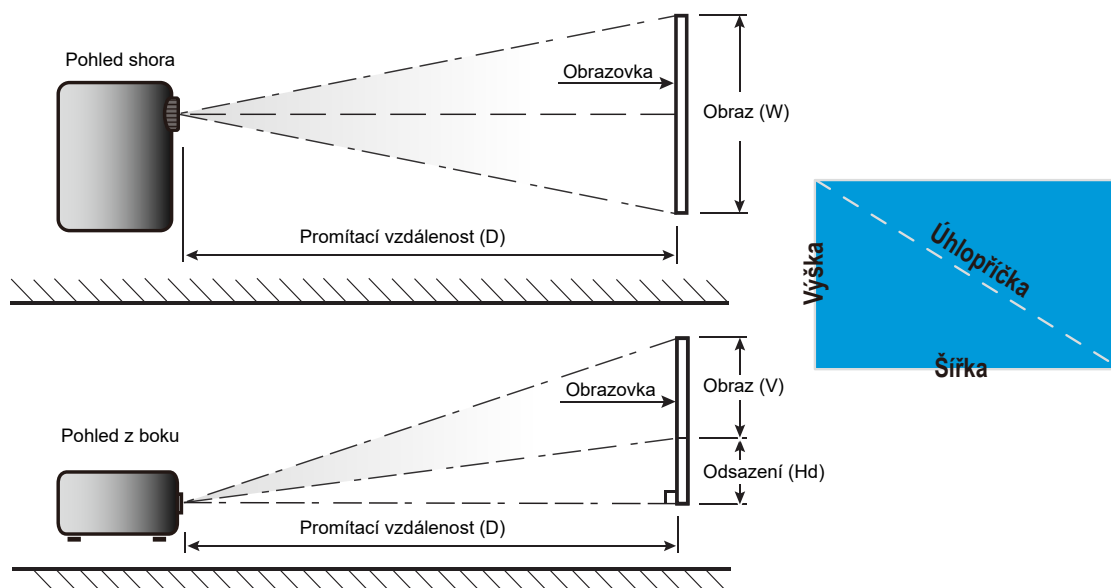 Pohled shora
Obrazovka
Obraz (W)
Promítací vzdálenost (D)
Výška
Úhlopříčka
Šířka
Pohled z boku
Obrazovka
Obraz (V)
Odsazení (Hd)
Promítací vzdálenost (D)